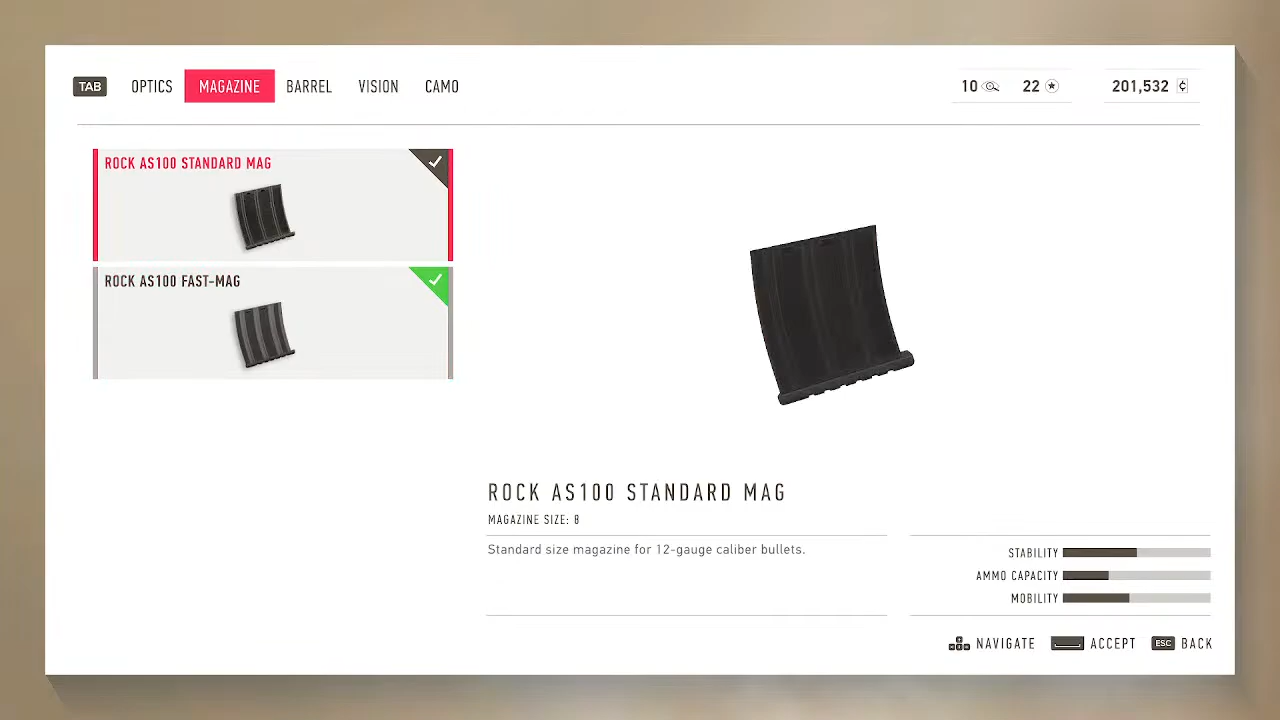 TAB OPTICS MAGAZINE BARREL VISION CAMO 10 22 201,532
ROCK AS100 STANDARD MAG
ROCK AS100 FAST-MAG
ROCK AS100 STANDARD MAG
MAGAZINE SIZE: 8
Standard size magazine for 12-gauge caliber bullets.
STABILITY
AMMO CAPACITY
MOBILITY
NAVIGATE ACCEPT ESC BACK